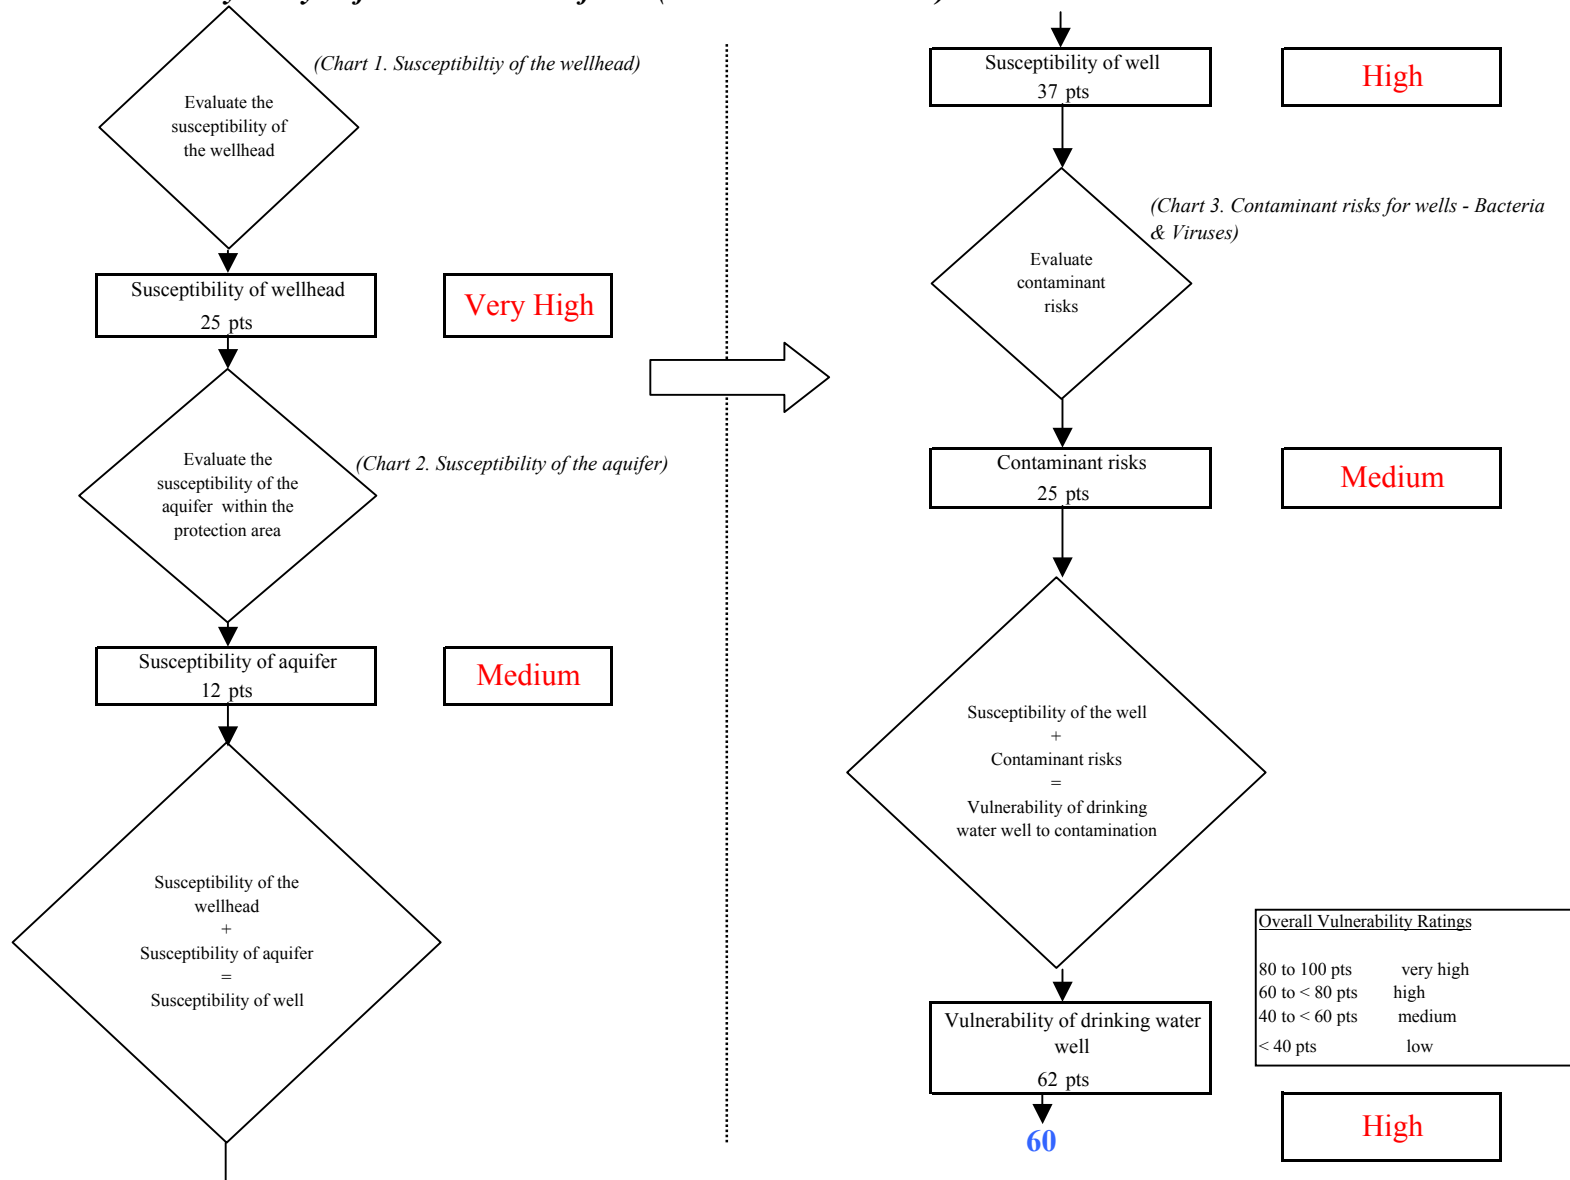 (Chart 1. Susceptibiltiy of the wellhead)
Evaluate the
susceptibility of
the wellhead
Susceptibility of wellhead
25 pts
Very High
Evaluate the
susceptibility of the
aquifer within the
protection area
(Chart 2. Susceptibility of the aquifer)
Susceptibility of aquifer
12 pts
Medium
Susceptibility of the
wellhead
+
Susceptibility of aquifer
=
Susceptibility of well
Susceptibility of well
37 pts
High
(Chart 3. Contaminant risks for wells - Bacteria
& Viruses)
Evaluate
contaminant
risks
Contaminant risks
25 pts
Medium
Susceptibility of the well
+
Contaminant risks
=
Vulnerability of drinking
water well to contamination
Vulnerability of drinking water
well
62 pts
60
Overall Vulnerability Ratings
80 to 100 pts very high
60 to < 80 pts high
40 to < 60 pts medium
< 40 pts low
High